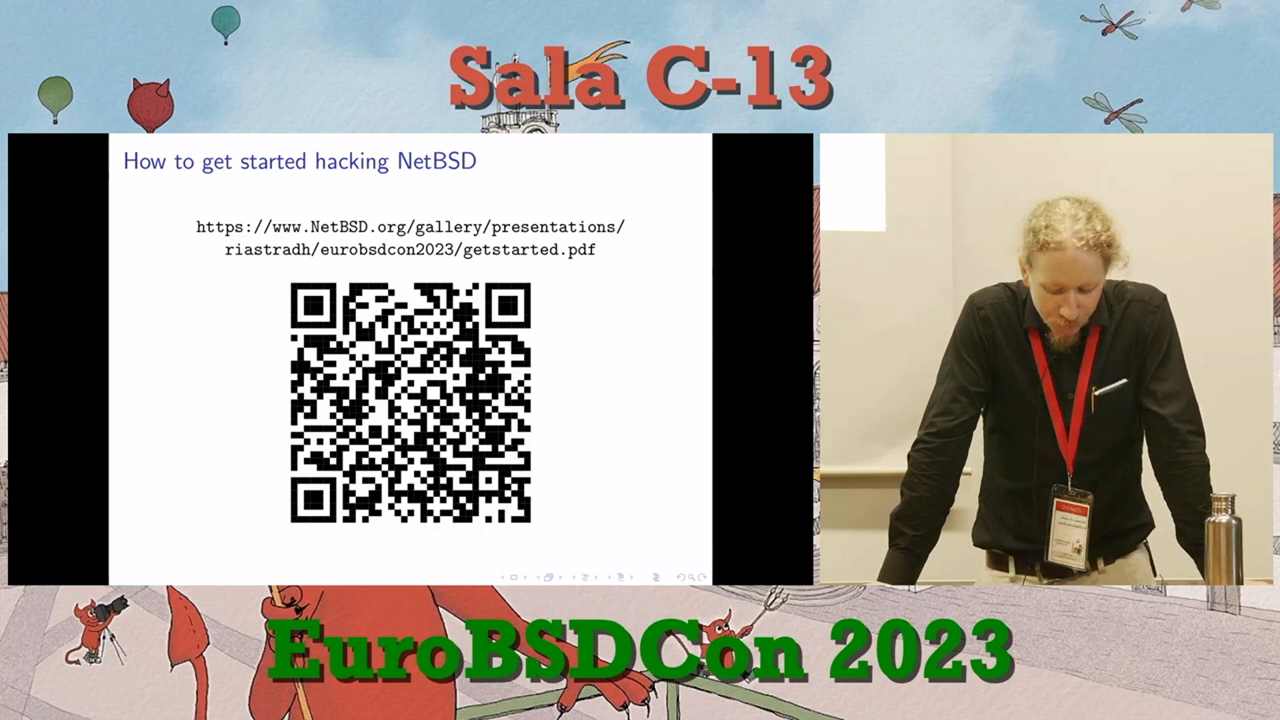 Sala C-13
How to get started hacking NetBSD
https://www.NetBSD.org/gallery/presentations/
riastradh/eurobsdcon2023/getstarted.pdf
EuroBSDCon 2023